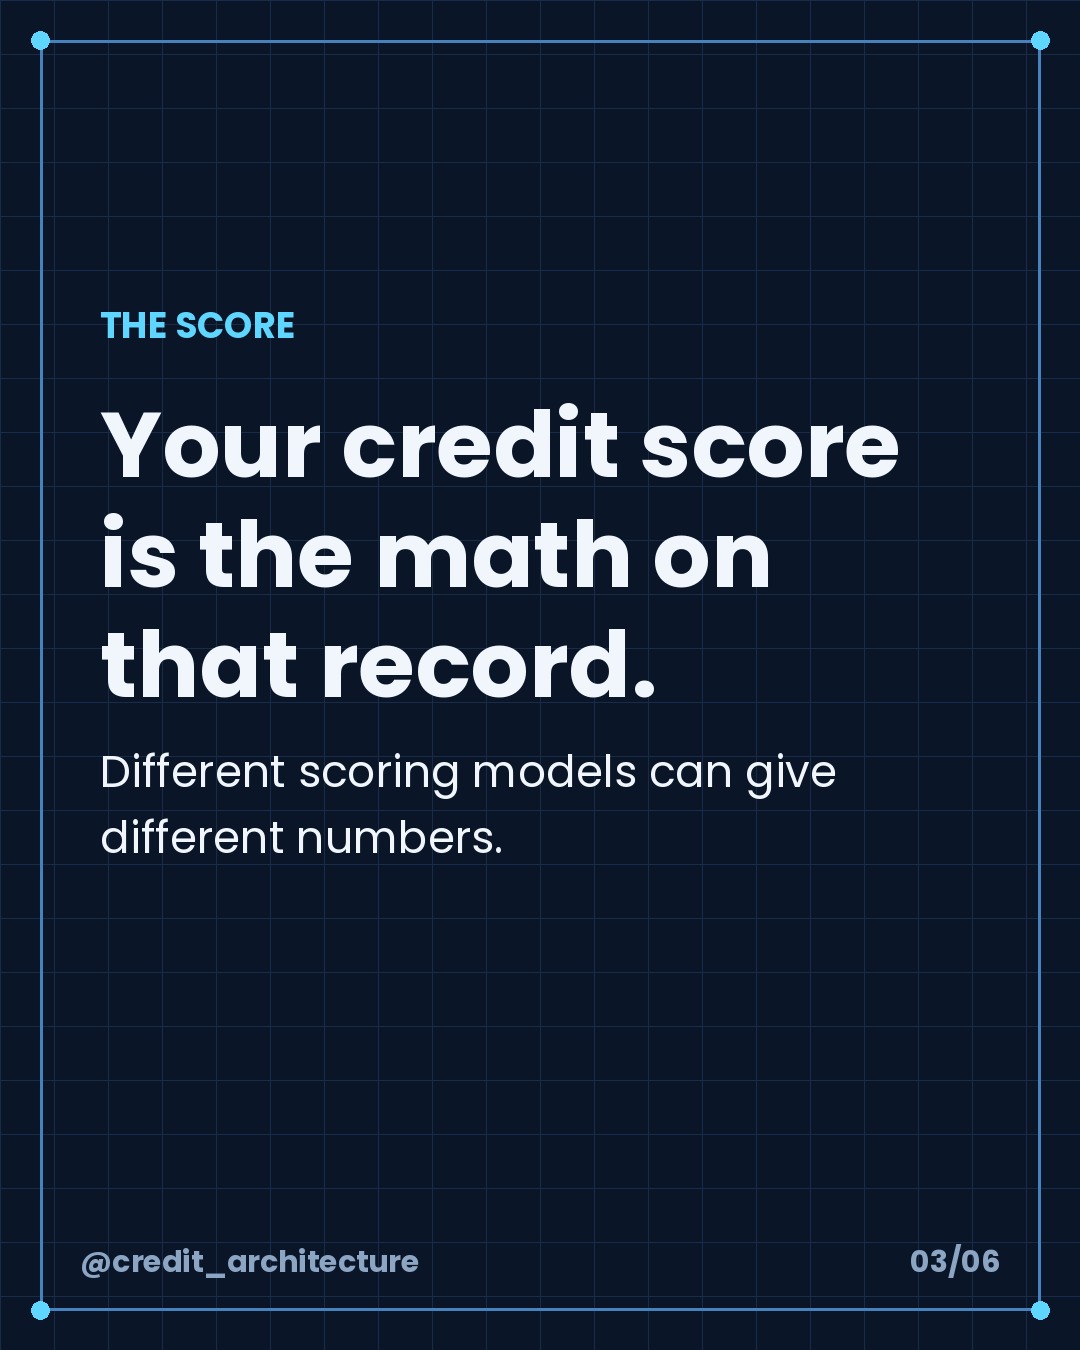 THE SCORE
Your credit score
is the math on
that record.
Different scoring models can give
different numbers.
@credit_architecture
03/06